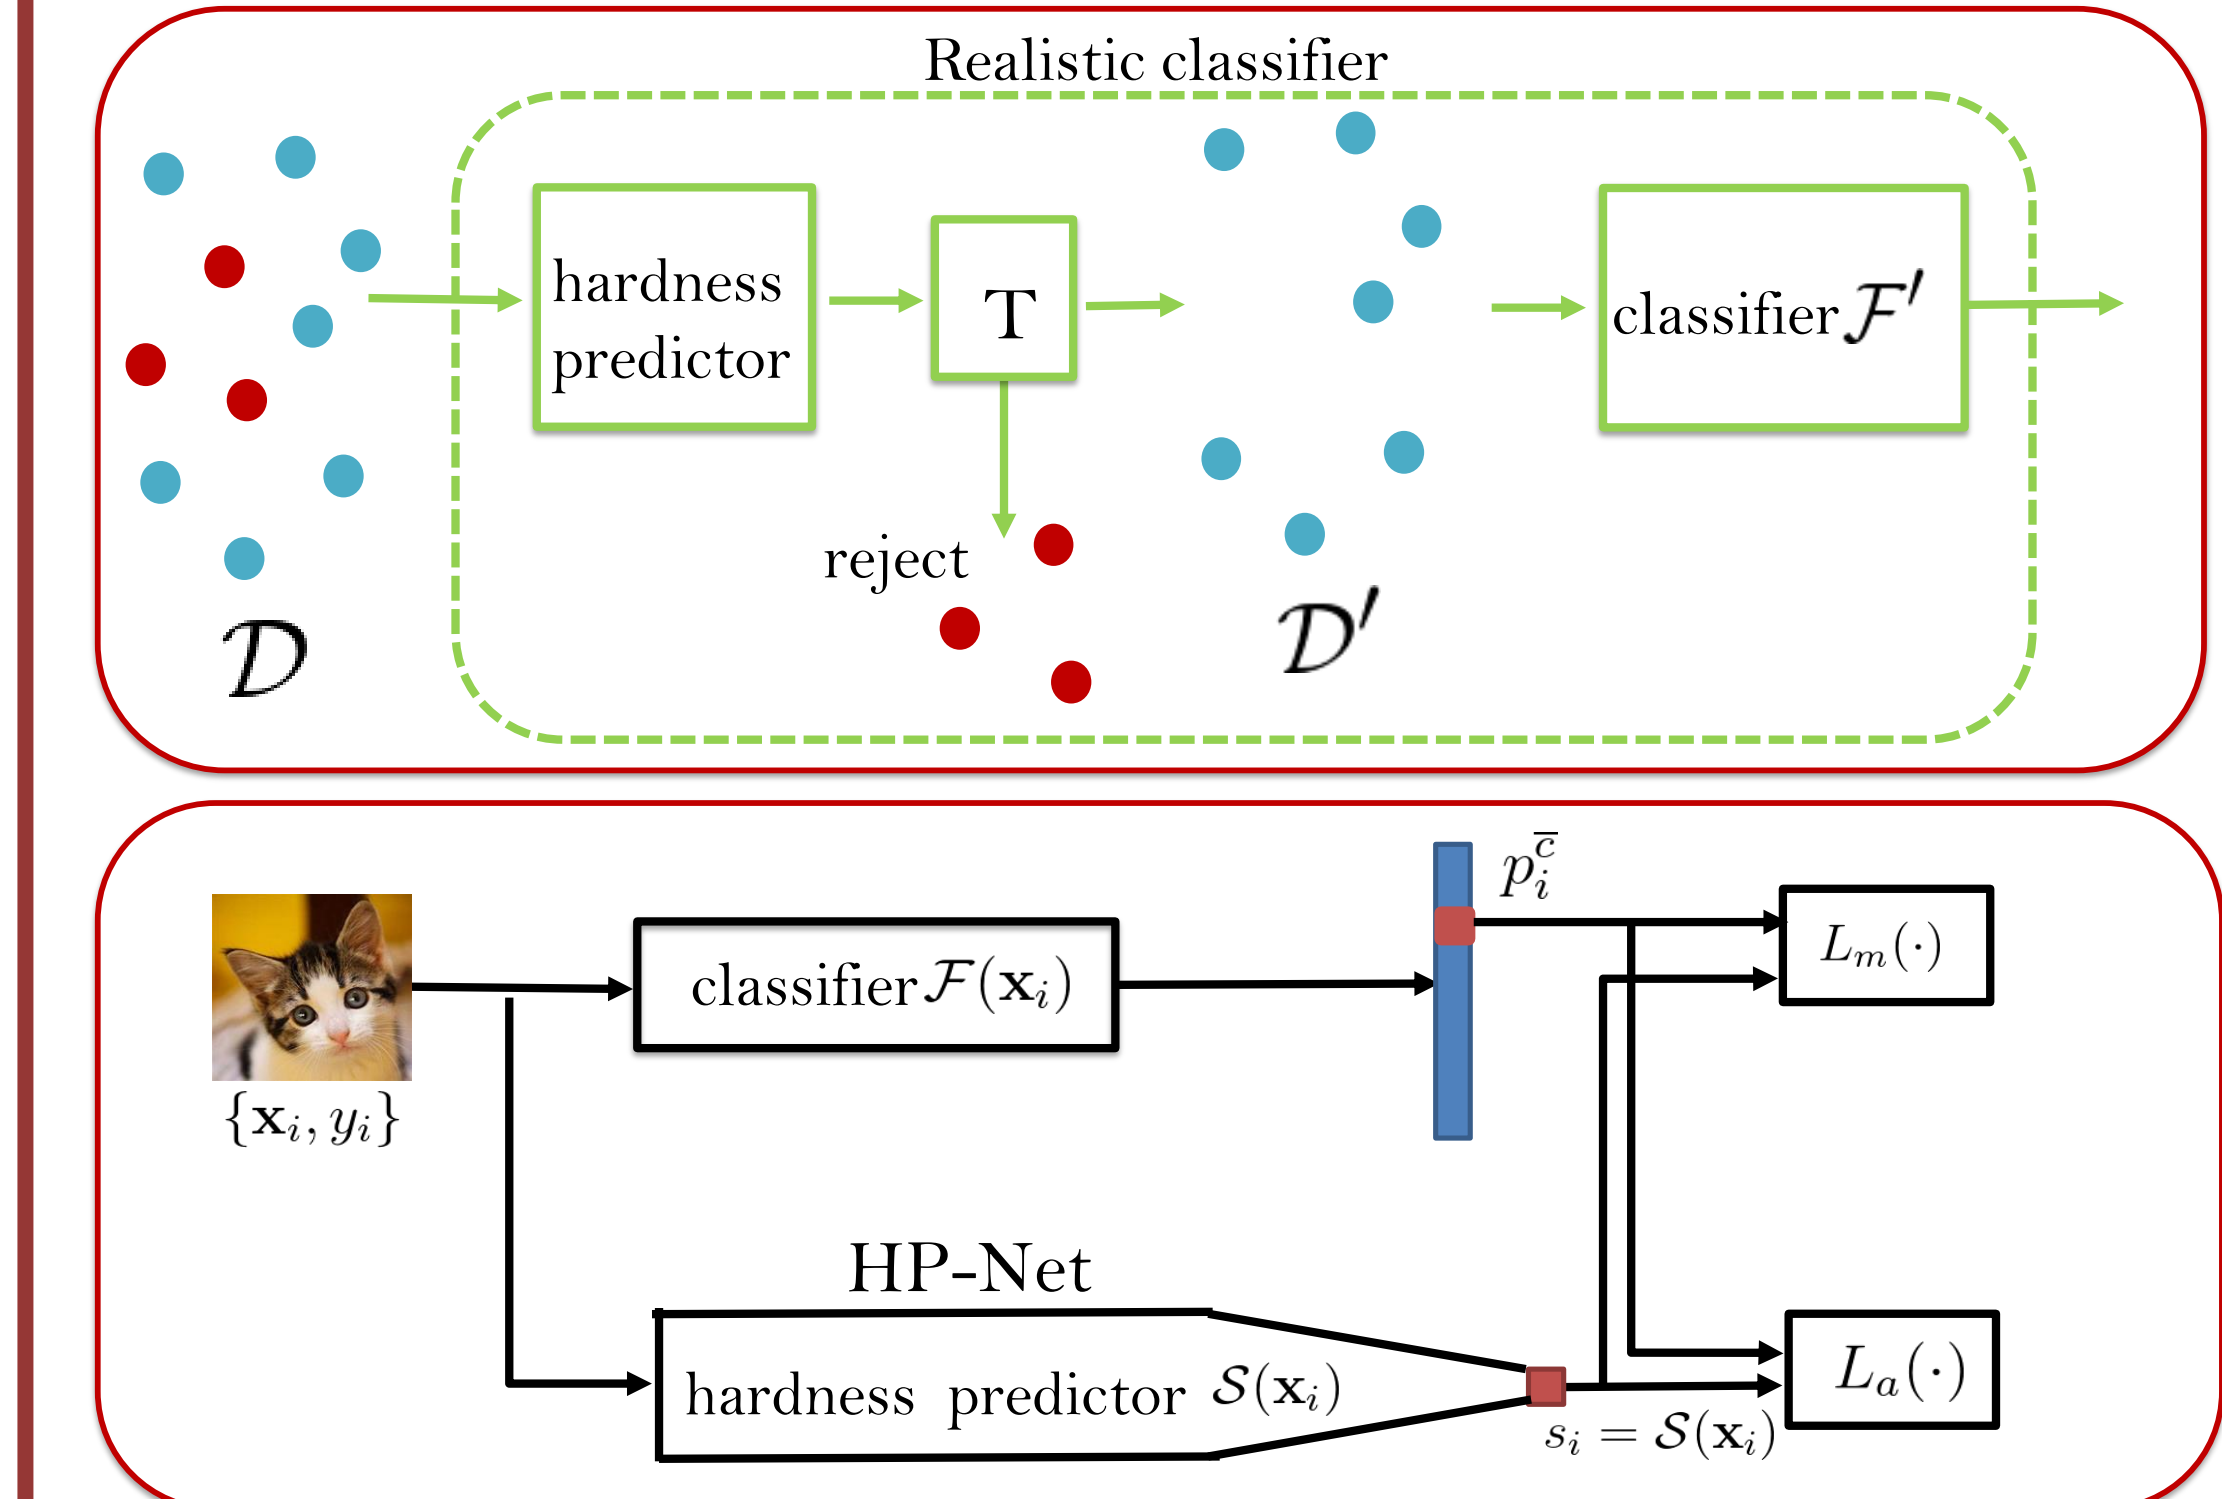 Realistic classifier
hardness
predictor
T
classifier 𝓕′
reject
𝒟
𝒟′
p_i^{\overline{c}}
L_m(·)
classifier 𝓕(𝐱_i)
{𝐱_i, y_i}
HP-Net
hardness predictor 𝒮(𝐱_i)
L_a(·)
s_i = 𝒮(𝐱_i)